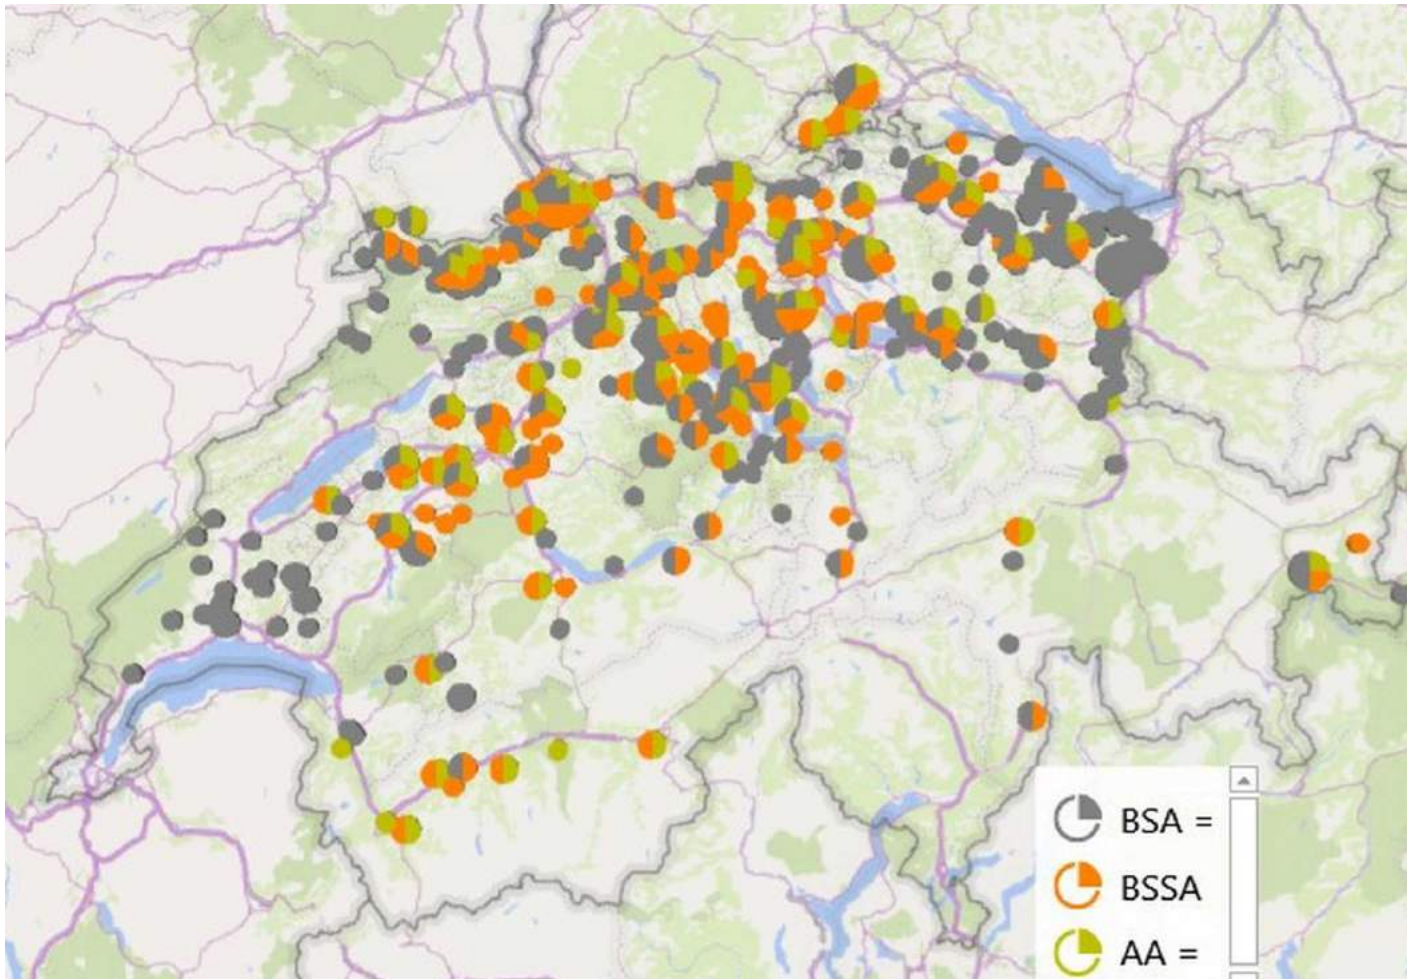 BSA =
BSSA
AA =